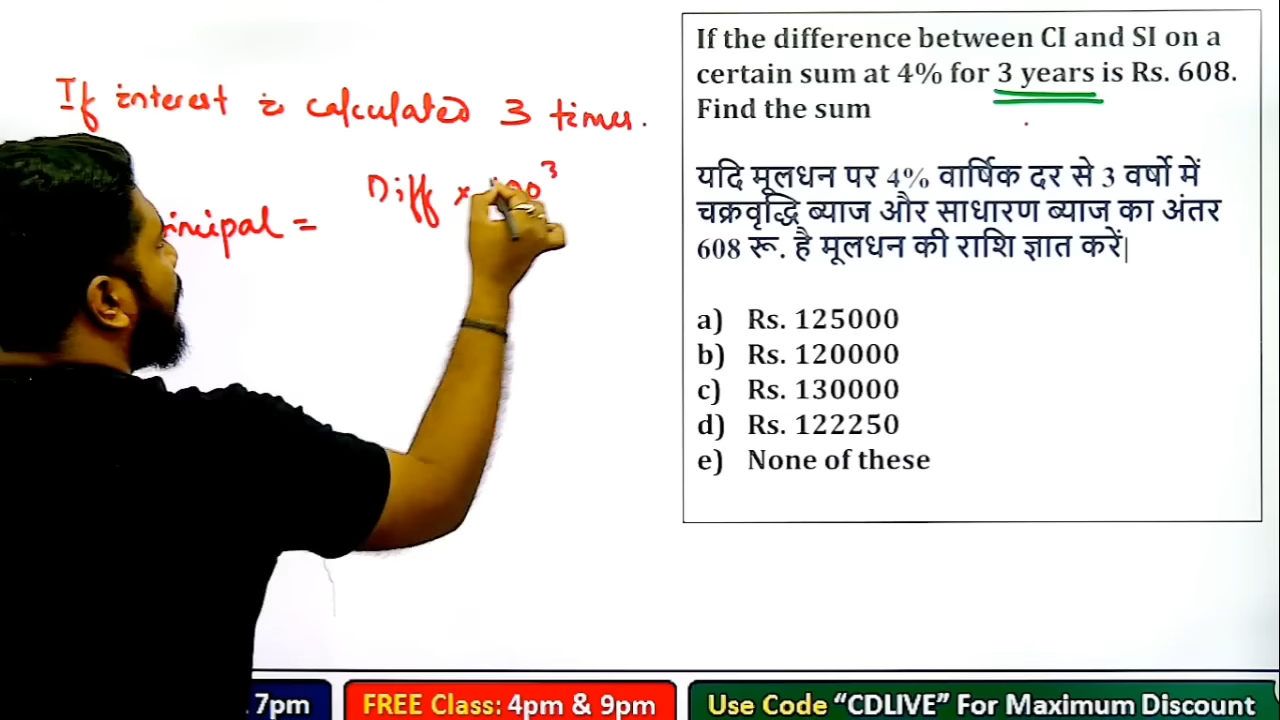 If interest is calculated 3 times.
Diff × 100³
Principal =
If the difference between CI and SI on a
certain sum at 4% for 3 years is Rs. 608.
Find the sum
यदि मूलधन पर 4% वार्षिक दर से 3 वर्षो में
चक्रवृद्धि ब्याज और साधारण ब्याज का अंतर
608 रू. है मूलधन की राशि ज्ञात करें|
a) Rs. 125000
b) Rs. 120000
c) Rs. 130000
d) Rs. 122250
e) None of these
7pm
FREE Class: 4pm & 9pm
Use Code “CDLIVE” For Maximum Discount